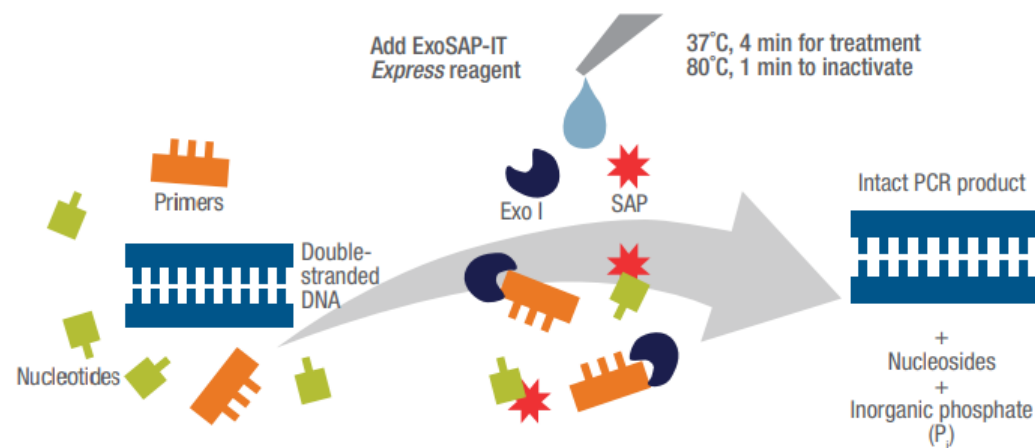 Add ExoSAP-IT
Express reagent
37˚C, 4 min for treatment
80˚C, 1 min to inactivate
Primers
Exo I
SAP
Intact PCR product
Double-
stranded
DNA
Nucleotides
+
Nucleosides
+
Inorganic phosphate
(Pi)